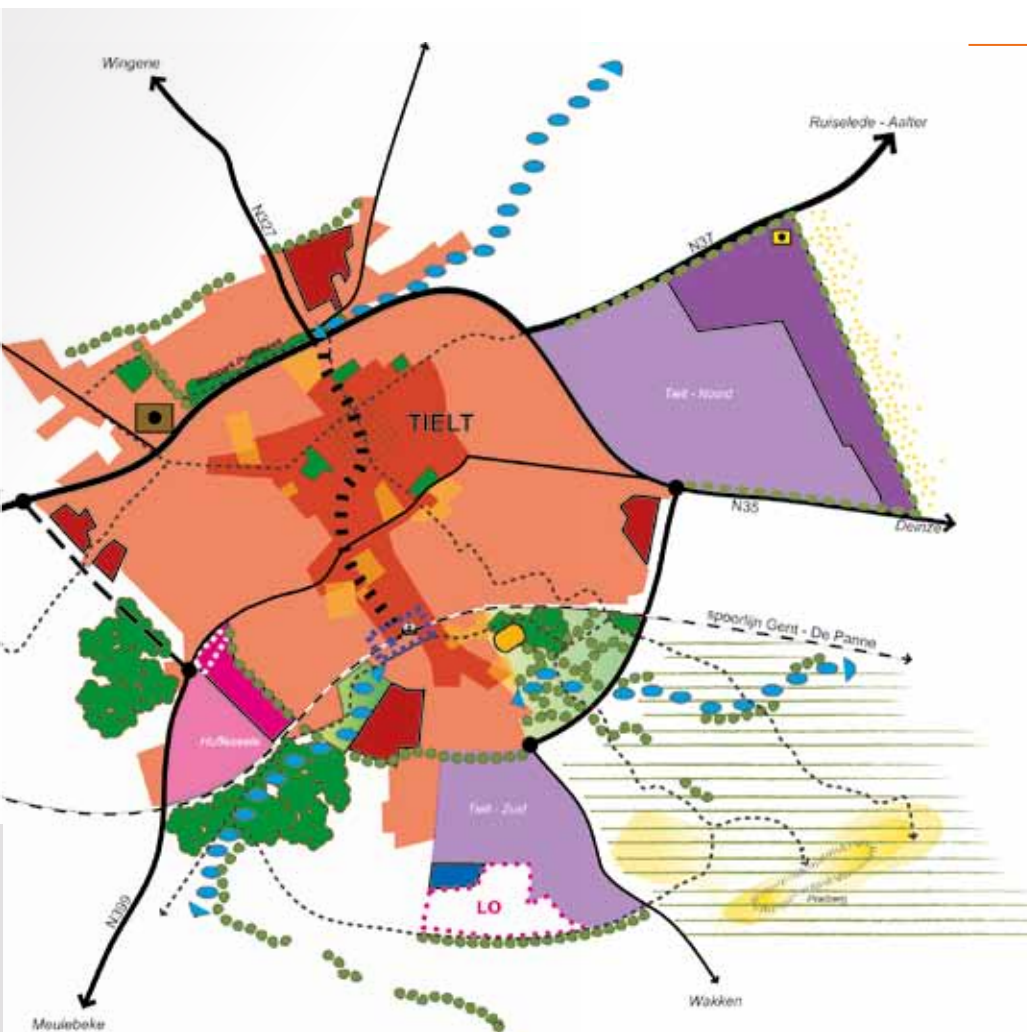 Wingene
Ruiselede - Aalter
N327
N37
TIELT
Tielt - Noord
N35
Deinze
spoorlijn Gent - De Panne
Tielt - Zuid
LO
N399
Wakken
Meulebeke